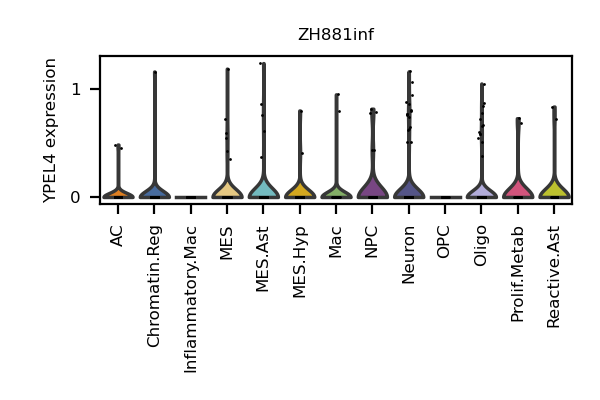 ZH881inf
YPEL4 expression
1
0
AC
Chromatin.Reg
Inflammatory.Mac
MES
MES.Ast
MES.Hyp
Mac
NPC
Neuron
OPC
Oligo
Prolif.Metab
Reactive.Ast